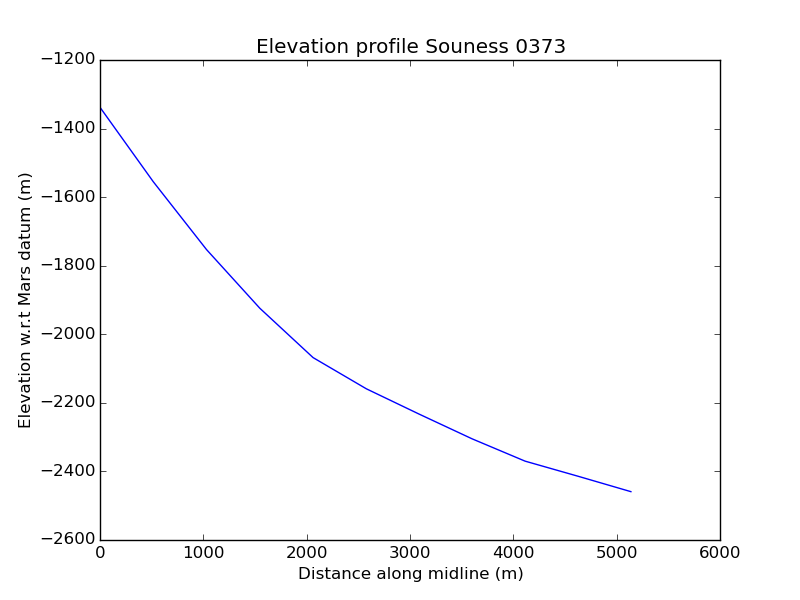 Elevation profile Souness 0373
−1200
−1400
−1600
−1800
−2000
−2200
−2400
−2600
Elevation w.r.t Mars datum (m)
0 1000 2000 3000 4000 5000 6000
Distance along midline (m)